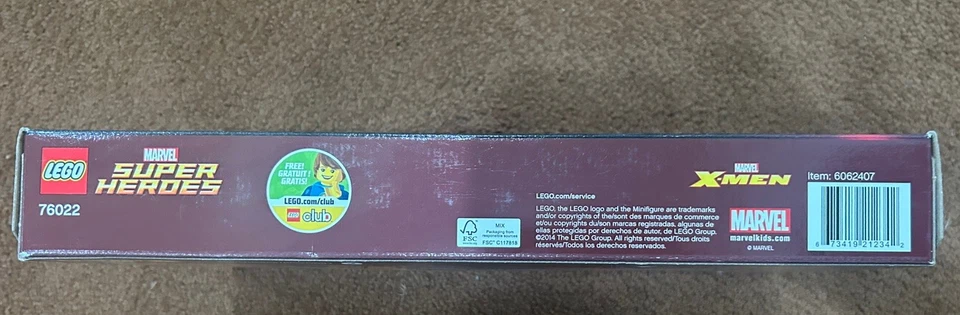 LEGO
MARVEL
SUPER
HEROES
76022
FREE!
GRATUIT!
¡GRATIS!
LEGO.com/club
LEGO club
FSC
MIX
Packaging from
responsible sources
FSC® C117818
LEGO.com/service
LEGO, the LEGO logo and the Minifigure are trademarks
and/or copyrights of the/sont des marques de commerce
et/ou copyrights du/son marcas registradas, algunas de
ellas protegidas por derechos de autor, de LEGO Group.
©2014 The LEGO Group. All rights reserved/Tous droits
réservés/Todos los derechos reservados.
MARVEL
X-MEN
MARVEL
marvelkids.com
© MARVEL
Item: 6062407
6 73419 21234 2